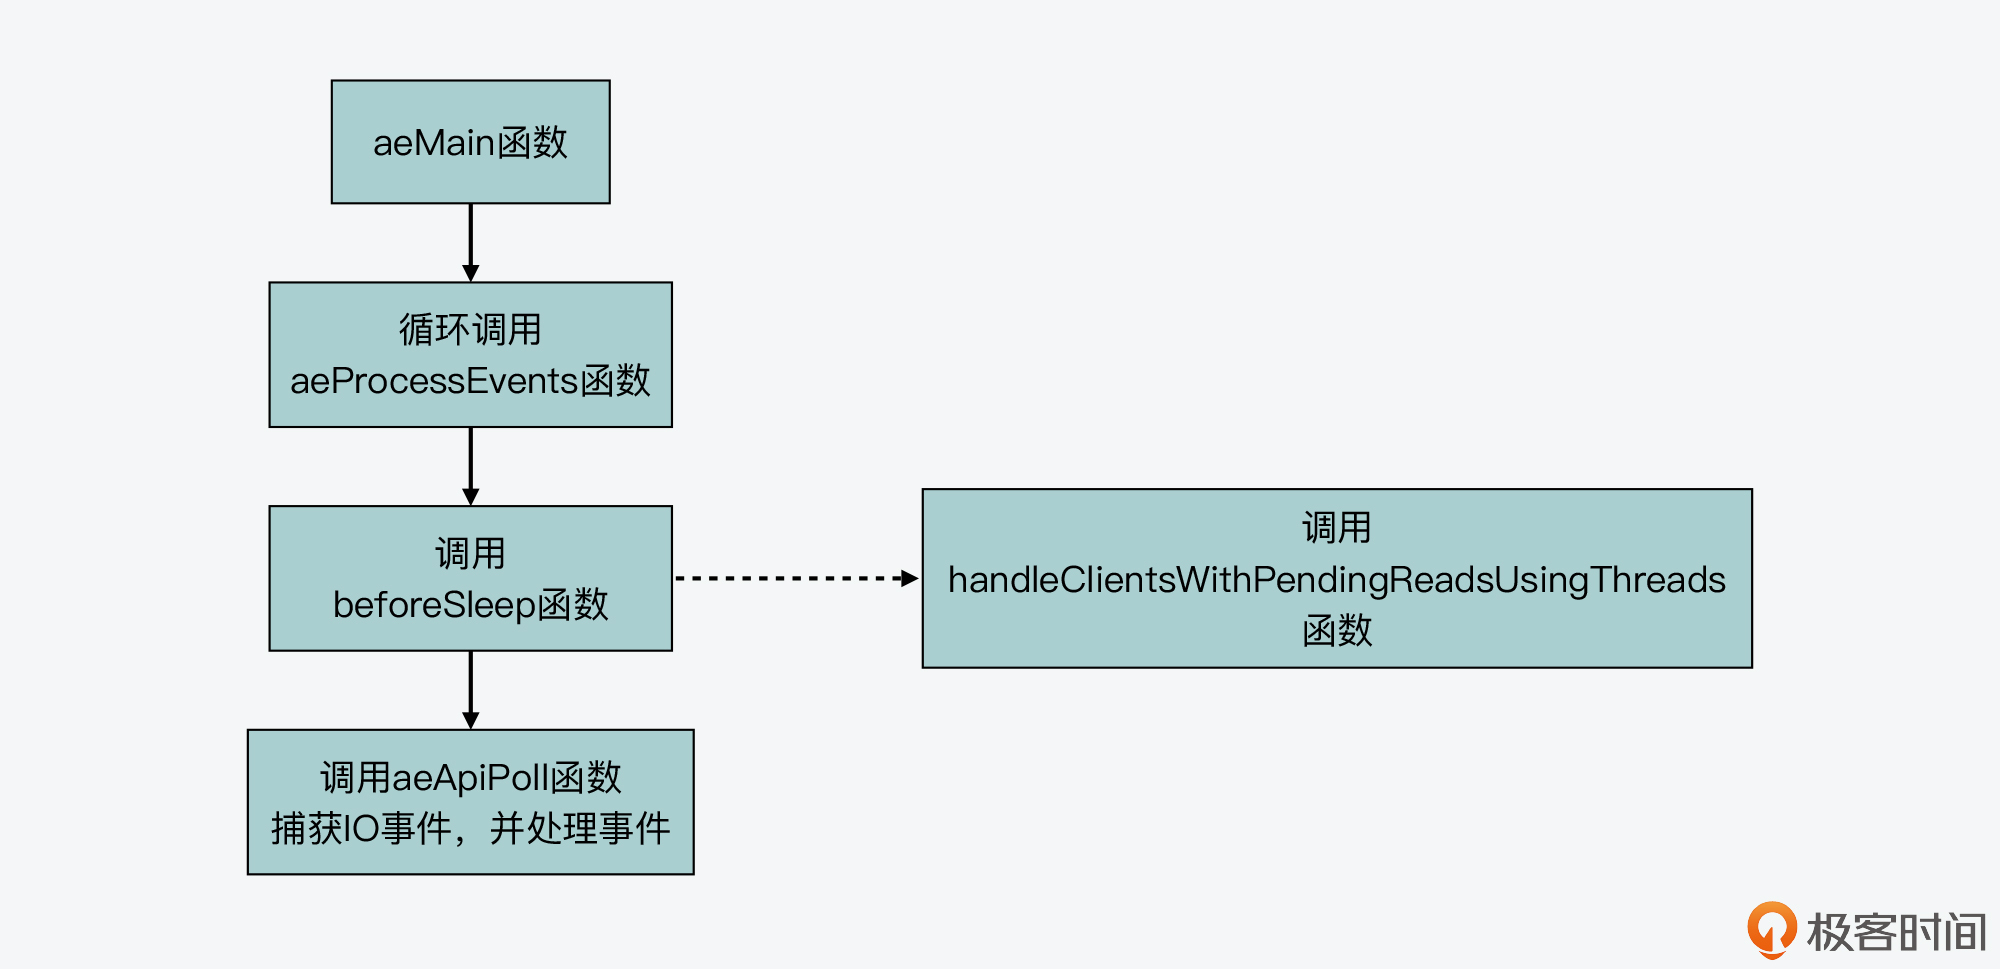 aeMain函数
循环调用
aeProcessEvents函数
调用
beforeSleep函数
调用
handleClientsWithPendingReadsUsingThreads
函数
调用aeApiPoll函数
捕获IO事件，并处理事件
极客时间